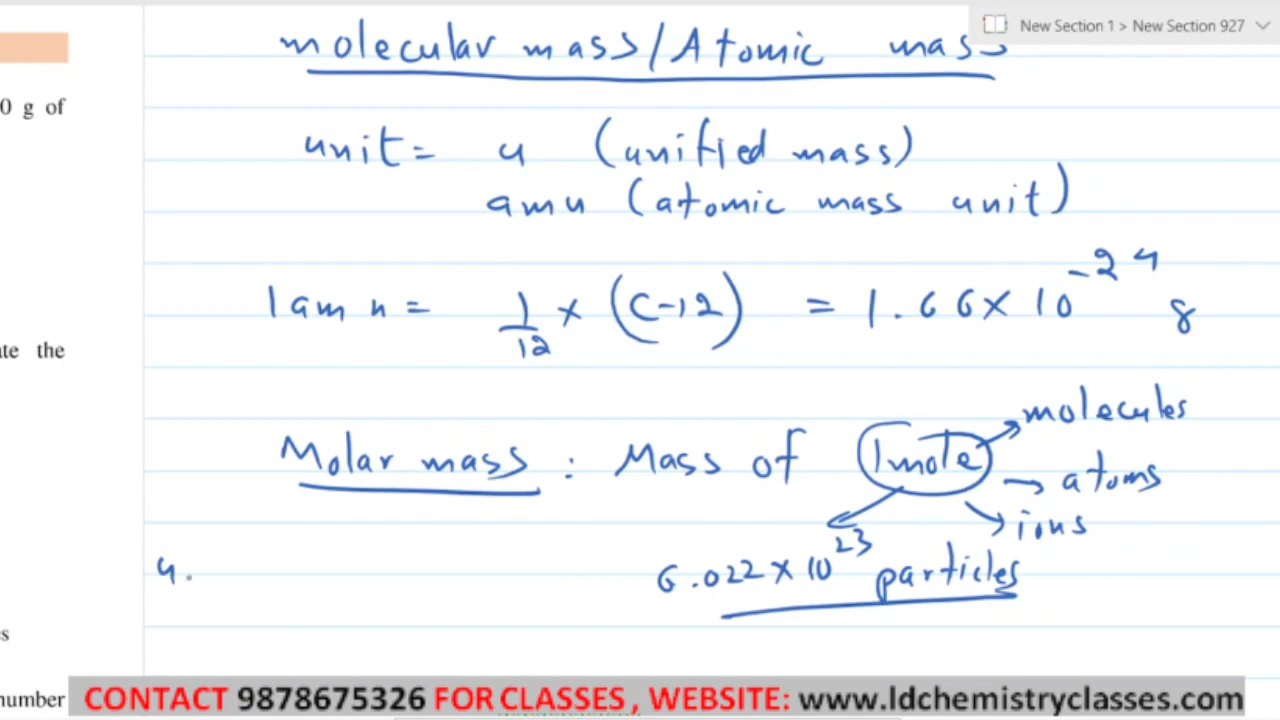 New Section 1 > New Section 927
molecular mass/Atomic mass
0 g of
unit= u (unified mass)
amu (atomic mass unit)
1 amu = 1/12 × (C-12) = 1.66×10^-24 g
ate the
Molar mass : Mass of 1mole
molecules
atoms
ions
6.022×10^23 particles
4.
s
number
CONTACT 9878675326 FOR CLASSES, WEBSITE: www.ldchemistryclasses.com